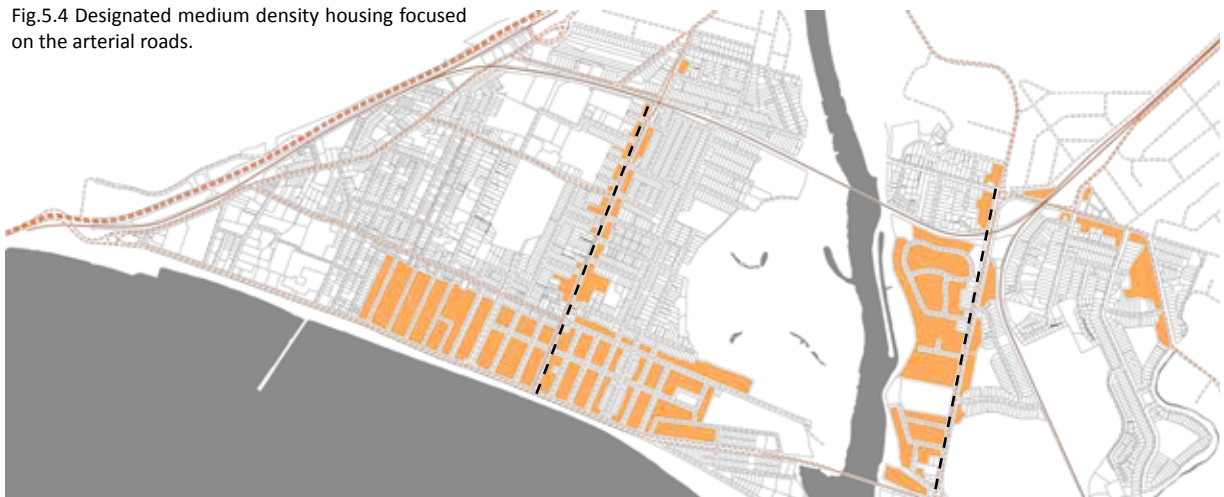 Fig.5.4 Designated medium density housing focused
on the arterial roads.